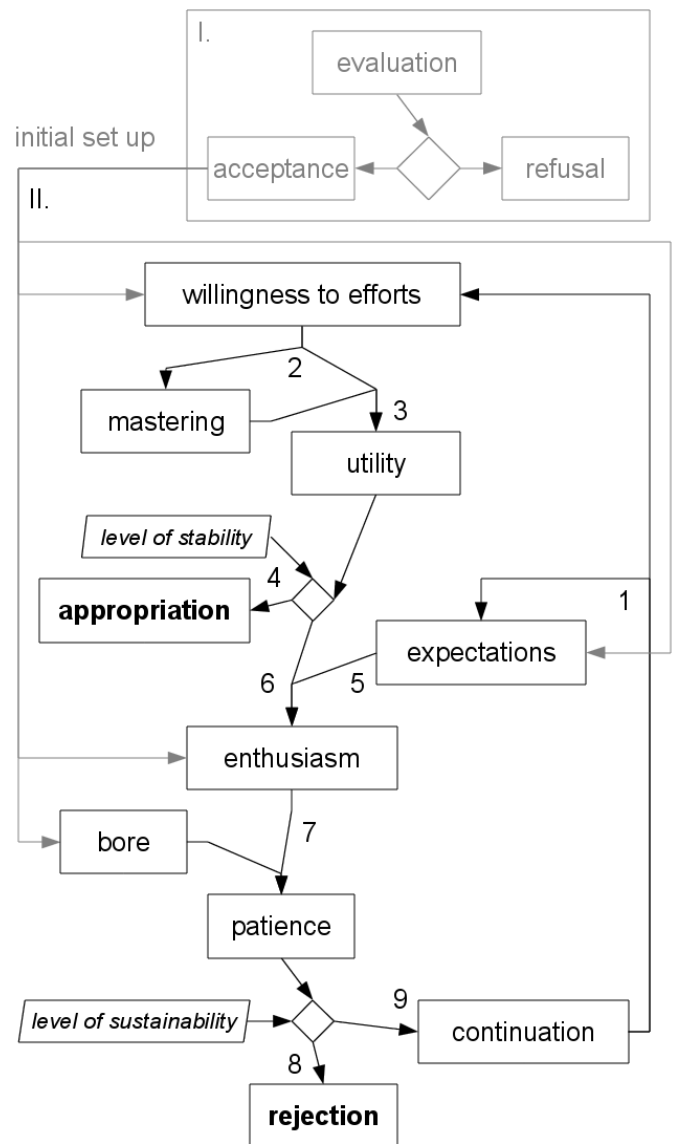 I.
evaluation
initial set up
acceptance
refusal
II.
willingness to efforts
2
mastering
3
utility
level of stability
4
appropriation
1
expectations
6
5
enthusiasm
7
bore
patience
9
level of sustainability
continuation
8
rejection